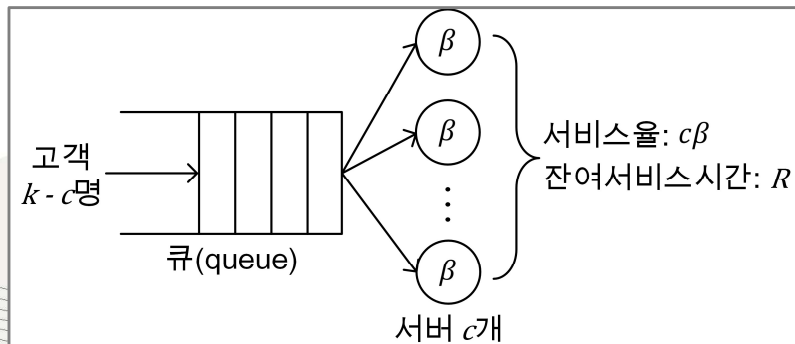 고객
k - c명
큐(queue)
β
β
⋮
β
서버 c개
서비스율: cβ
잔여서비스시간: R